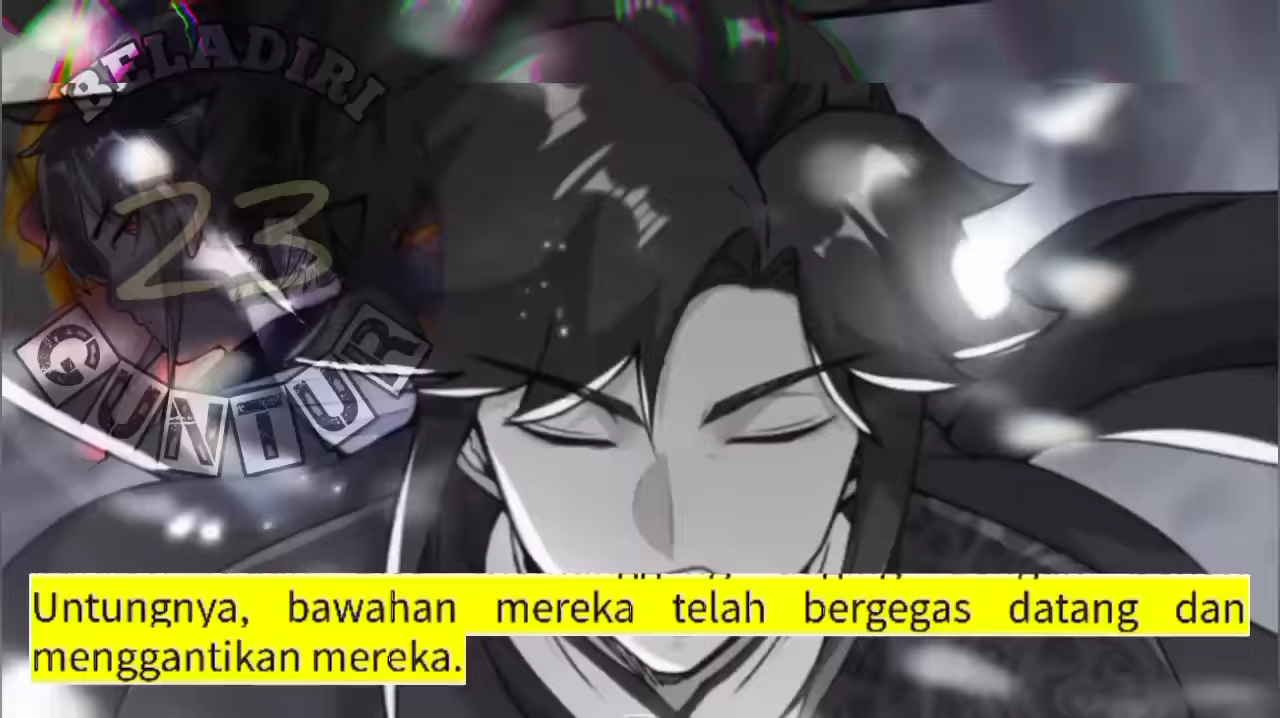 BELADIRI
23
GUNTUR
Untungnya, bawahan mereka telah bergegas datang dan
menggantikan mereka.